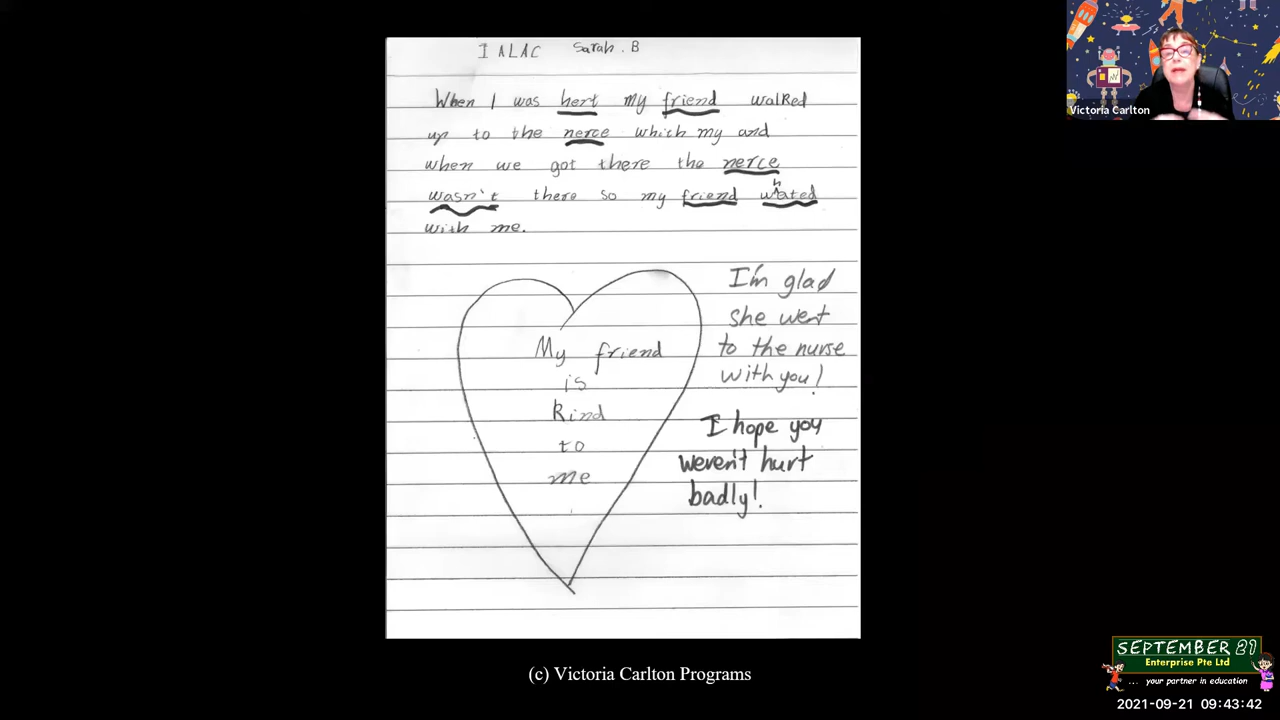 I A L A C Sarah . B
When I was hert my friend walked
up to the nerce which my and
when we got there the nerce
wasn't there so my friend whated
with me.
My friend
is
kind
to
me
I'm glad
she went
to the nurse
with you!
I hope you
weren't hurt
badly!
(c) Victoria Carlton Programs
Victoria Carlton
SEPTEMBER 21
Enterprise Pte Ltd
... your partner in education
2021-09-21 09:43:42